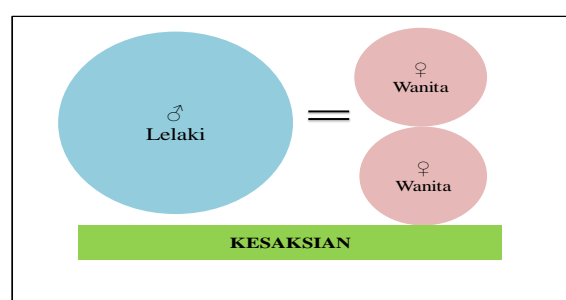 ♂
Lelaki
=
♀
Wanita
♀
Wanita
KESAKSIAN